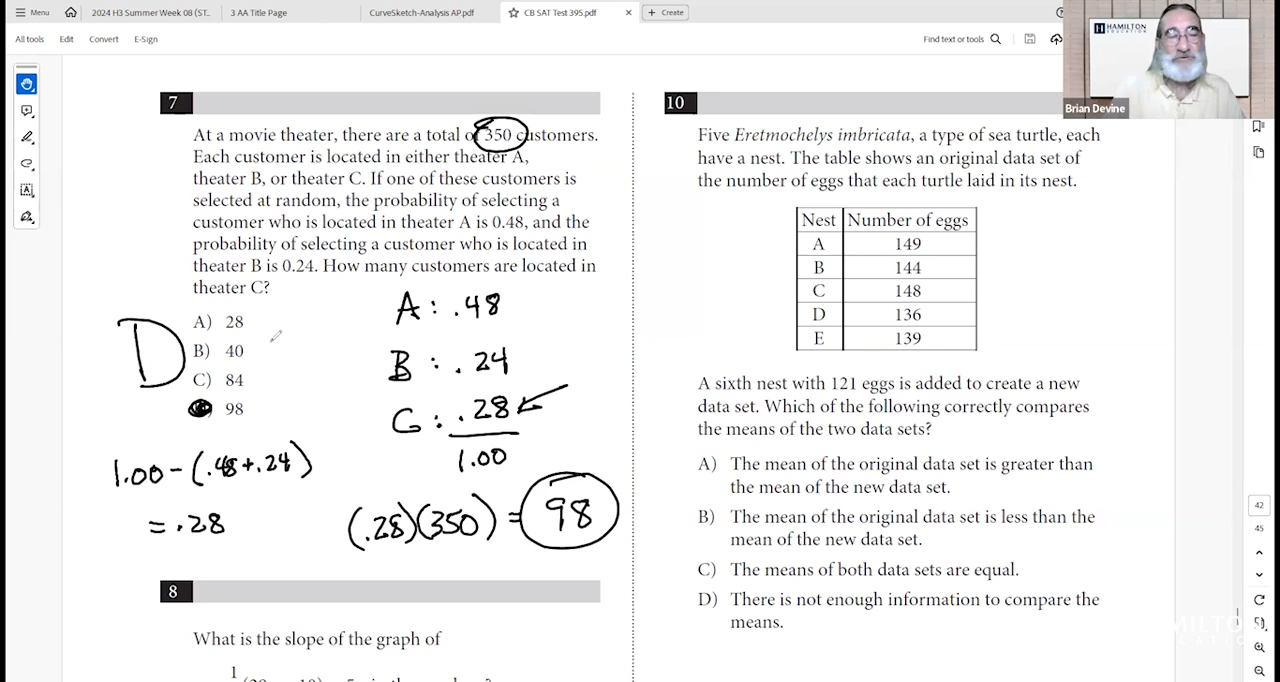 Menu
2024 H3 Summer Week 08 (ST...
3 AA Title Page
CurveSketch-Analysis AP.pdf
CB SAT Test 395.pdf
Create
All tools
Edit
Convert
E-Sign
Find text or tools
HAMILTON
EDUCATION
Brian Devine
7
At a movie theater, there are a total of 350 customers.
Each customer is located in either theater A,
theater B, or theater C. If one of these customers is
selected at random, the probability of selecting a
customer who is located in theater A is 0.48, and the
probability of selecting a customer who is located in
theater B is 0.24. How many customers are located in
theater C?
A) 28
B) 40
C) 84
98
D
A : .48
B : .24
C : .28
1.00
1.00 - (.48 + .24)
= .28
(.28)(350) = 98
8
What is the slope of the graph of
10
Five Eretmochelys imbricata, a type of sea turtle, each
have a nest. The table shows an original data set of
the number of eggs that each turtle laid in its nest.
Nest Number of eggs
A 149
B 144
C 148
D 136
E 139
A sixth nest with 121 eggs is added to create a new
data set. Which of the following correctly compares
the means of the two data sets?
A) The mean of the original data set is greater than
the mean of the new data set.
B) The mean of the original data set is less than the
mean of the new data set.
C) The means of both data sets are equal.
D) There is not enough information to compare the
means.
42
45